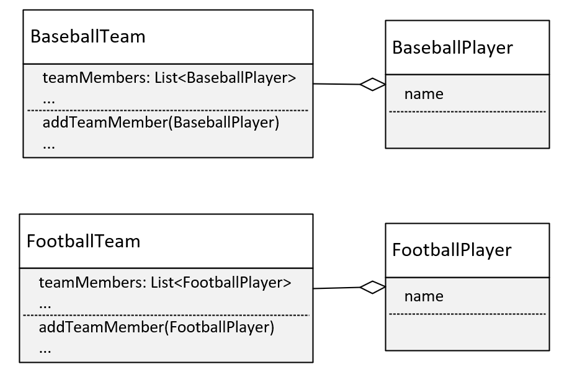 BaseballTeam
teamMembers: List<BaseballPlayer>
...
addTeamMember(BaseballPlayer)
...
BaseballPlayer
name
FootballTeam
teamMembers: List<FootballPlayer>
...
addTeamMember(FootballPlayer)
...
FootballPlayer
name